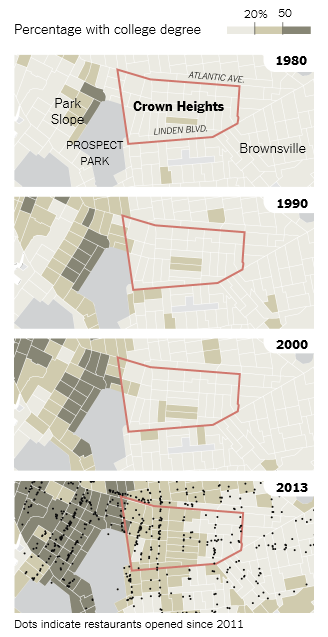 20% 50
Percentage with college degree
1980
ATLANTIC AVE.
Park
Slope
Crown Heights
LINDEN BLVD.
PROSPECT
PARK
Brownsville
1990
2000
2013
Dots indicate restaurants opened since 2011